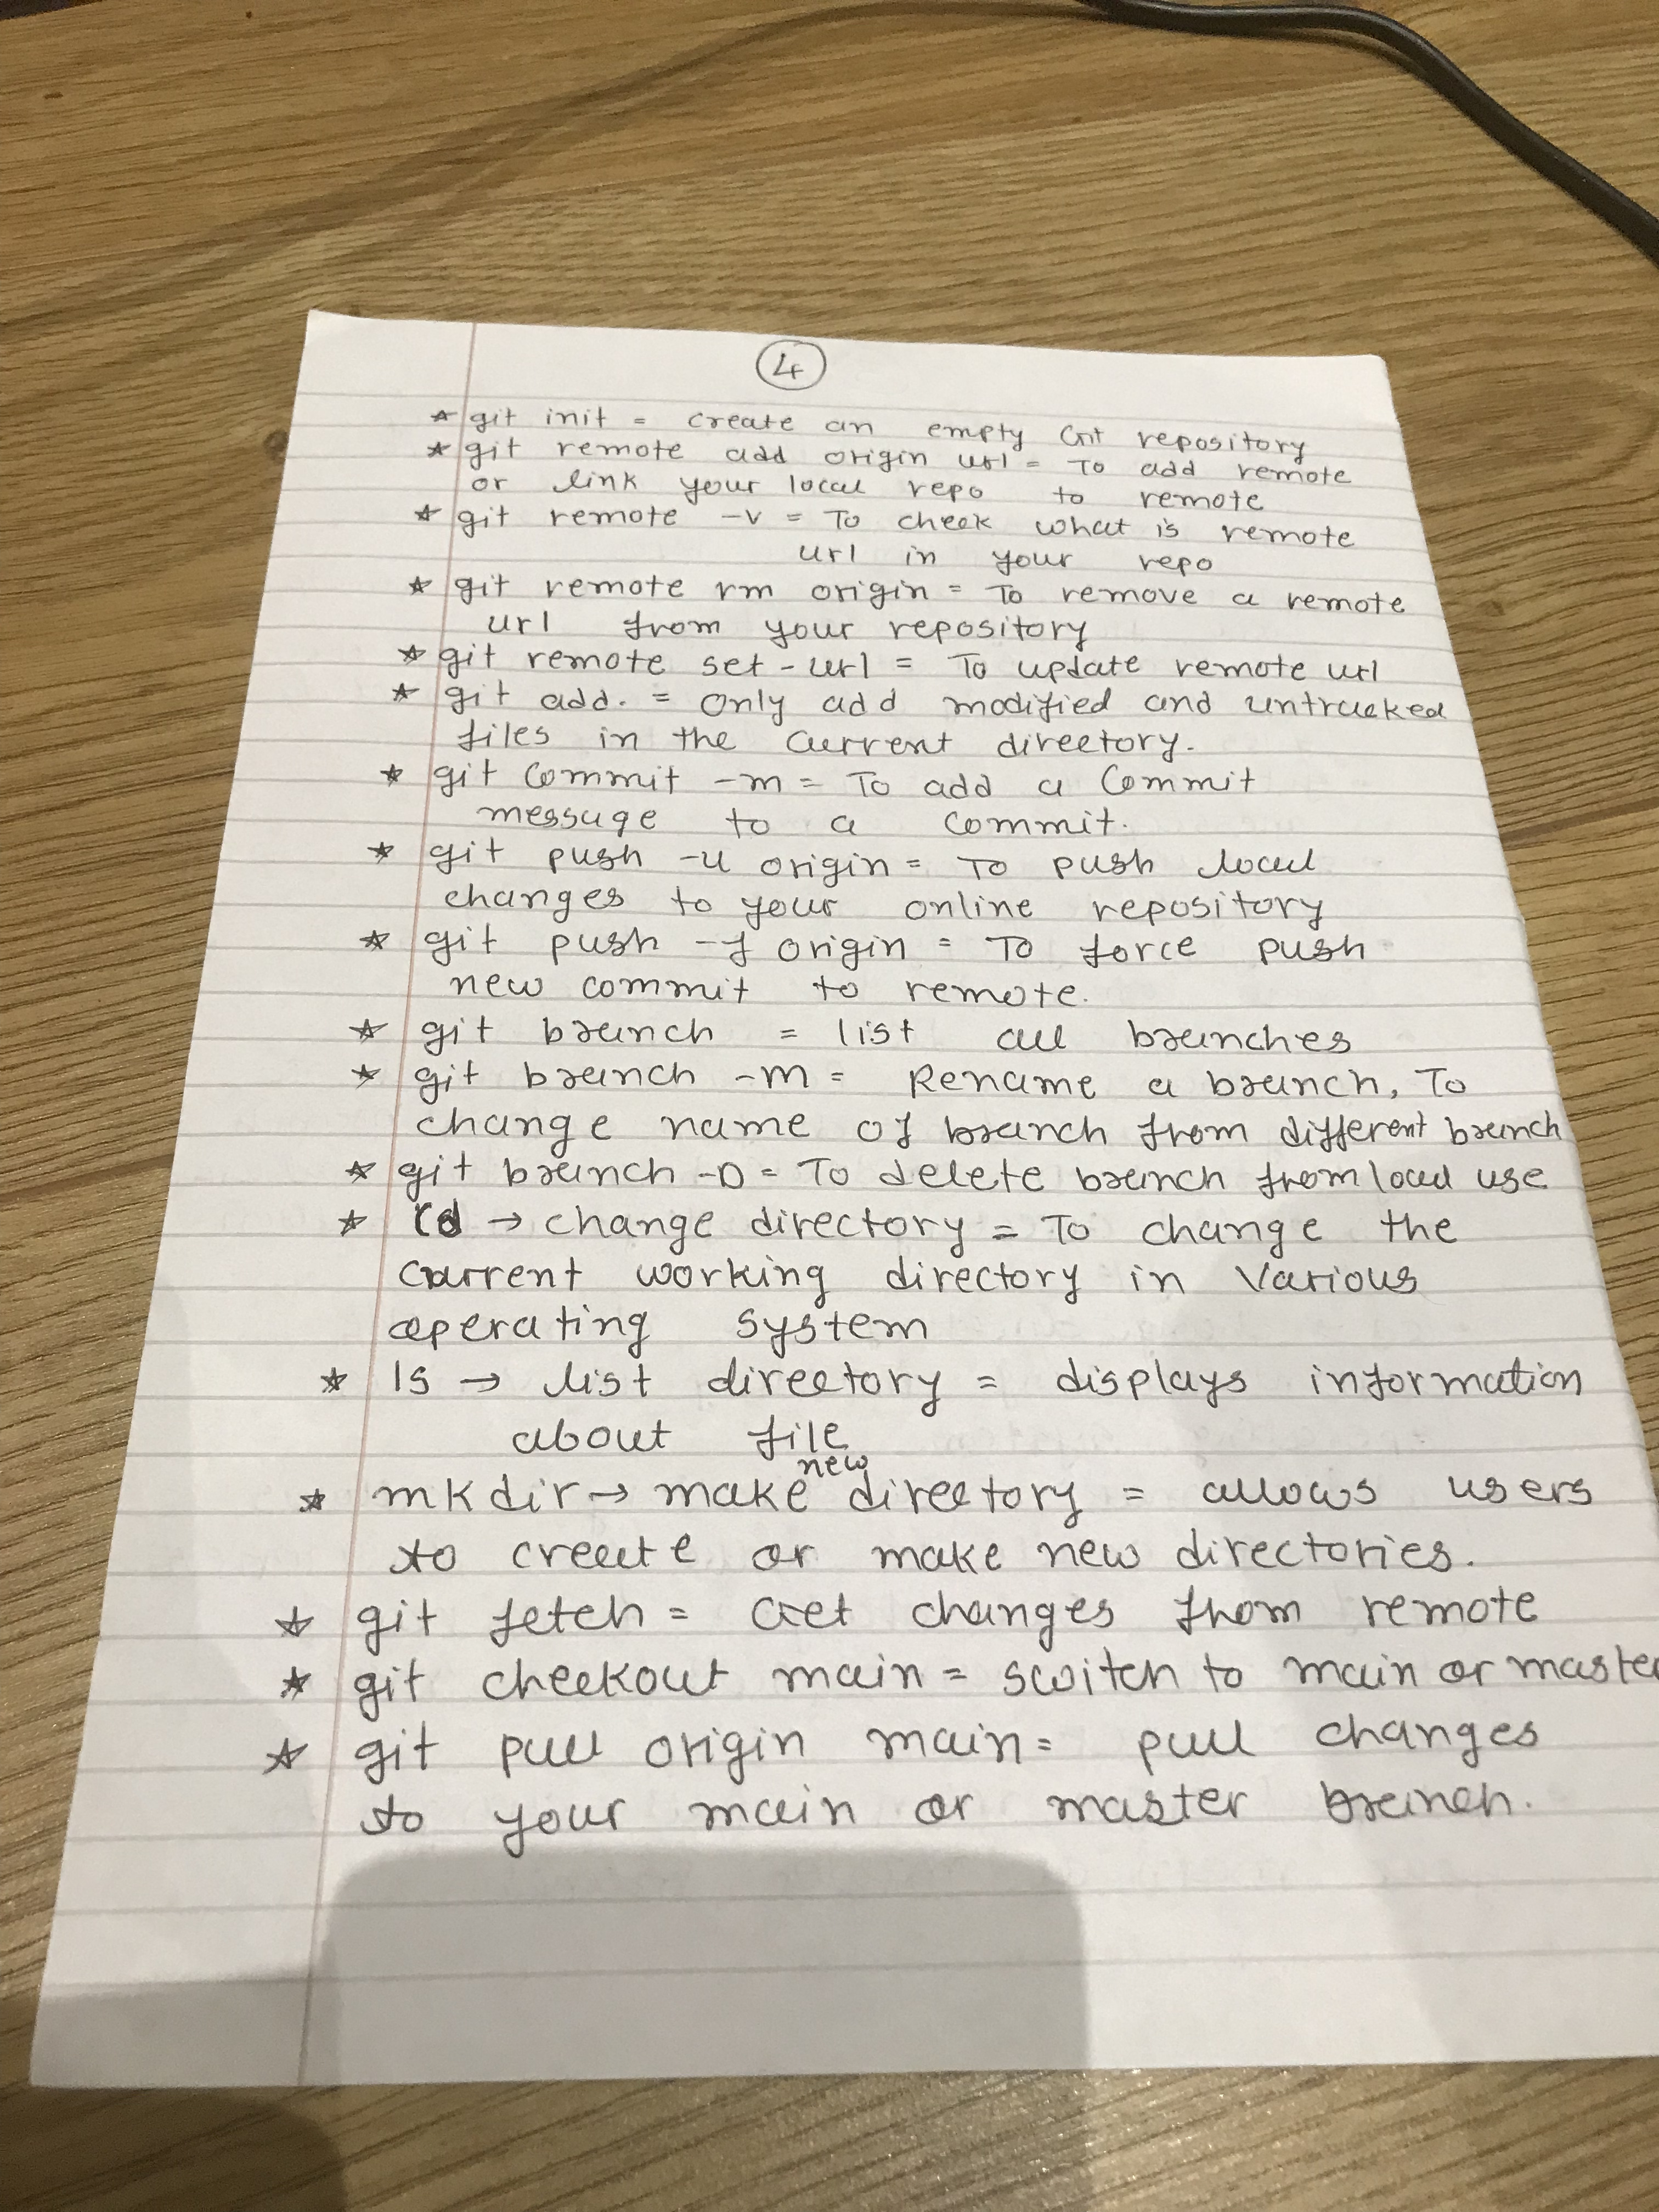 4
* git init = create an empty Git repository
* git remote add origin url = To add remote
or link your local repo to remote
* git remote -v = To check what is remote
url in your repo
* git remote rm origin = To remove a remote
url from your repository
* git remote set-url = To update remote url
* git add. = only add modified and untracked
files in the current directory.
* git commit -m = To add a commit
message to a commit.
* git push -u origin = To push local
changes to your online repository
* git push -f origin = To force push
new commit to remote.
* git branch = list all branches
* git branch -m = Rename a branch, To
change name of branch from different branch
* git branch -D = To delete branch from local use
* cd → change directory = To change the
current working directory in various
operating system
* ls → list directory = displays information
about file
* mkdir → make new directory = allows users
to create or make new directories.
* git fetch = Get changes from remote
* git checkout main = switch to main or master
* git pull origin main = pull changes
to your main or master branch.